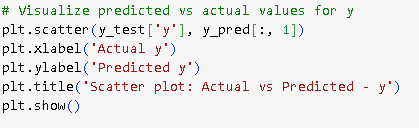 # Visualize predicted vs actual values for y
plt.scatter(y_test['y'], y_pred[:, 1])
plt.xlabel('Actual y')
plt.ylabel('Predicted y')
plt.title('Scatter plot: Actual vs Predicted - y')
plt.show()